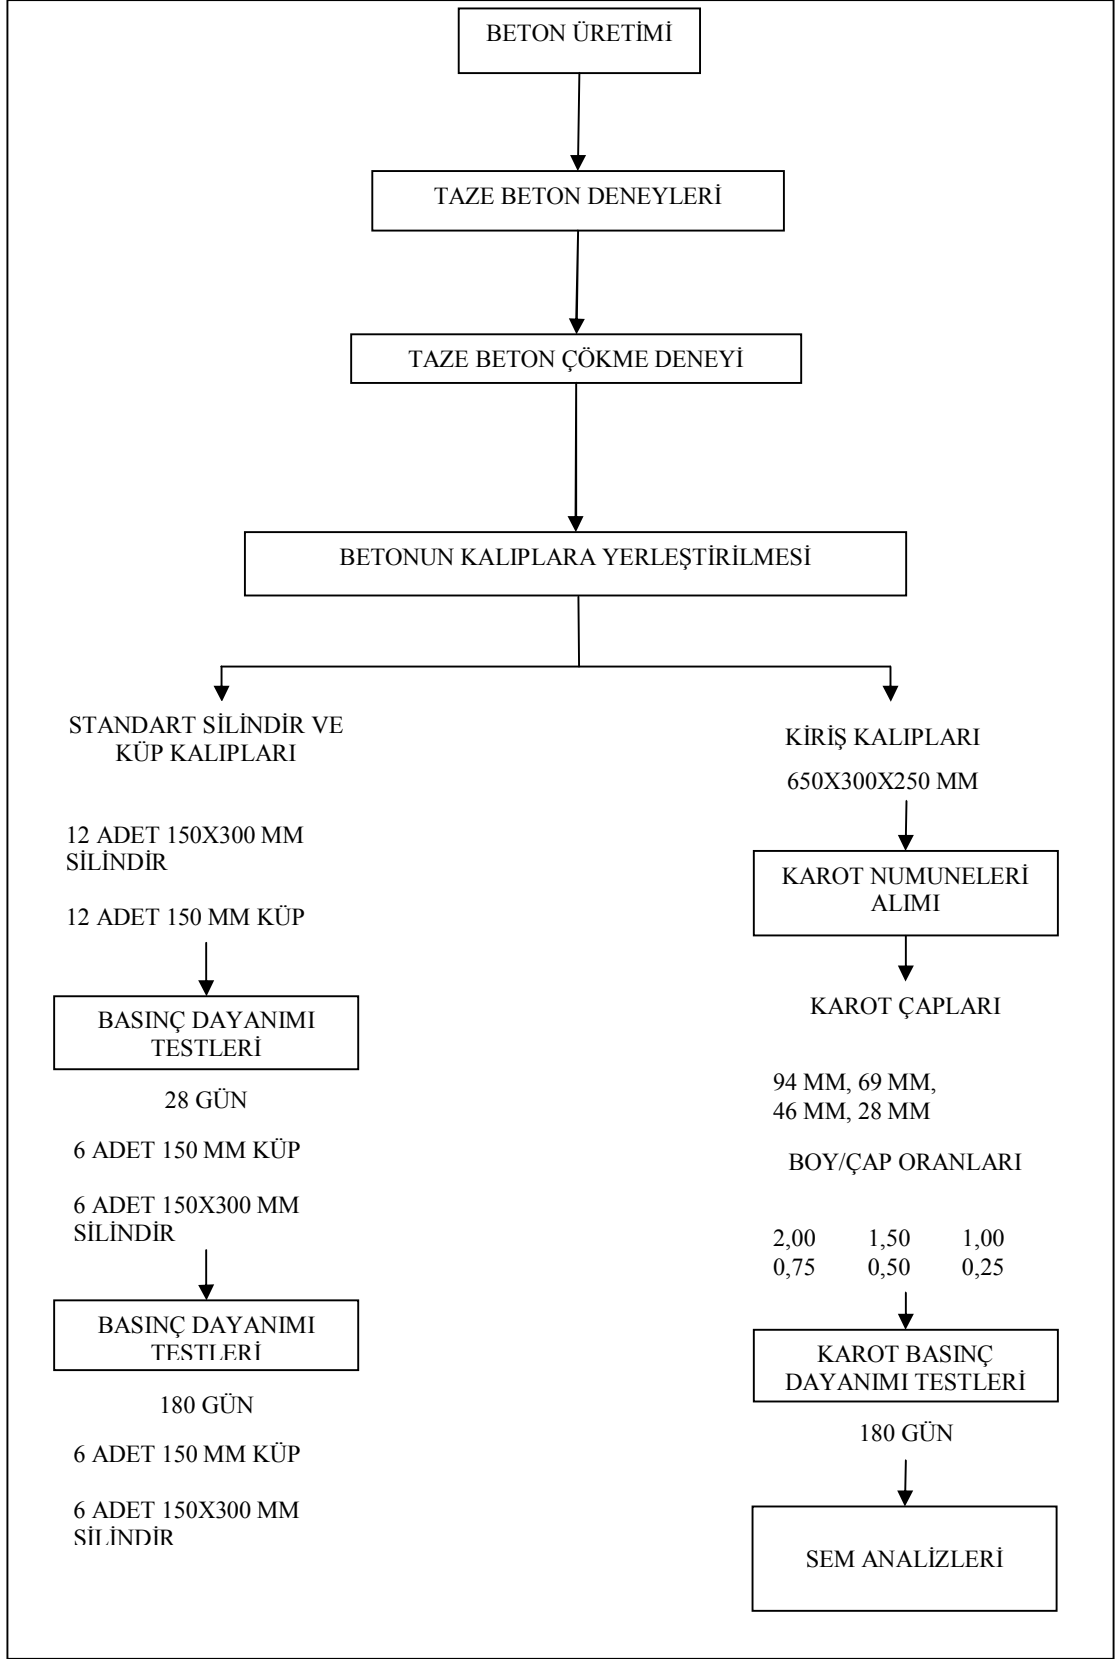 BETON ÜRETİMİ
TAZE BETON DENEYLERİ
TAZE BETON ÇÖKME DENEYİ
BETONUN KALIPLARA YERLEŞTİRİLMESİ
STANDART SİLİNDİR VE
KÜP KALIPLARI
12 ADET 150X300 MM
SİLİNDİR
12 ADET 150 MM KÜP
BASINÇ DAYANIMI
TESTLERİ
28 GÜN
6 ADET 150 MM KÜP
6 ADET 150X300 MM
SİLİNDİR
BASINÇ DAYANIMI
TESTLERİ
180 GÜN
6 ADET 150 MM KÜP
6 ADET 150X300 MM
SİLİNDİR
KİRİŞ KALIPLARI
650X300X250 MM
KAROT NUMUNELERİ
ALIMI
KAROT ÇAPLARI
94 MM, 69 MM,
46 MM, 28 MM
BOY/ÇAP ORANLARI
2,00 1,50 1,00
0,75 0,50 0,25
KAROT BASINÇ
DAYANIMI TESTLERİ
180 GÜN
SEM ANALİZLERİ